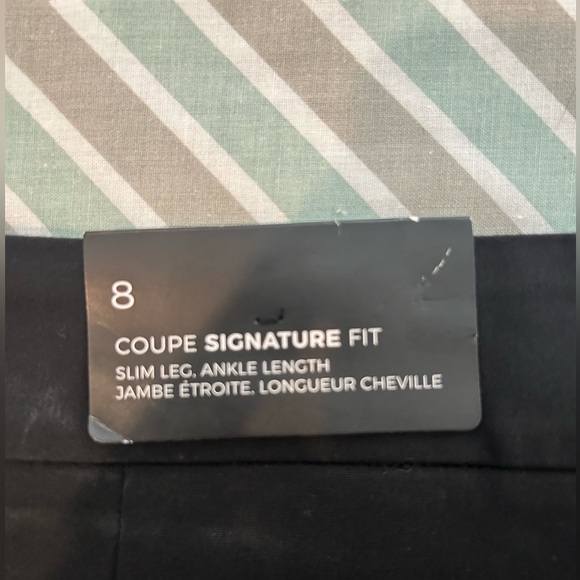 8
COUPE SIGNATURE FIT
SLIM LEG, ANKLE LENGTH
JAMBE ÉTROITE, LONGUEUR CHEVILLE